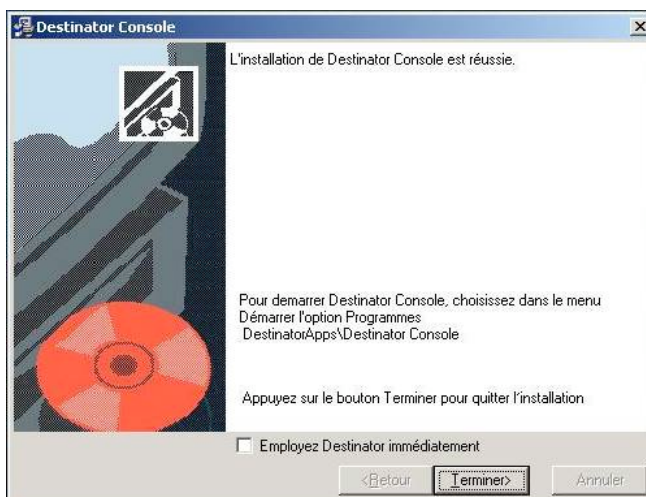 Destinator Console
L'installation de Destinator Console est réussie.
Pour demarrer Destinator Console, choisissez dans le menu
Démarrer l'option Programmes
DestinatorApps\Destinator Console
Appuyez sur le bouton Terminer pour quitter l'installation
Employez Destinator immédiatement
<Retour
Terminer>
Annuler